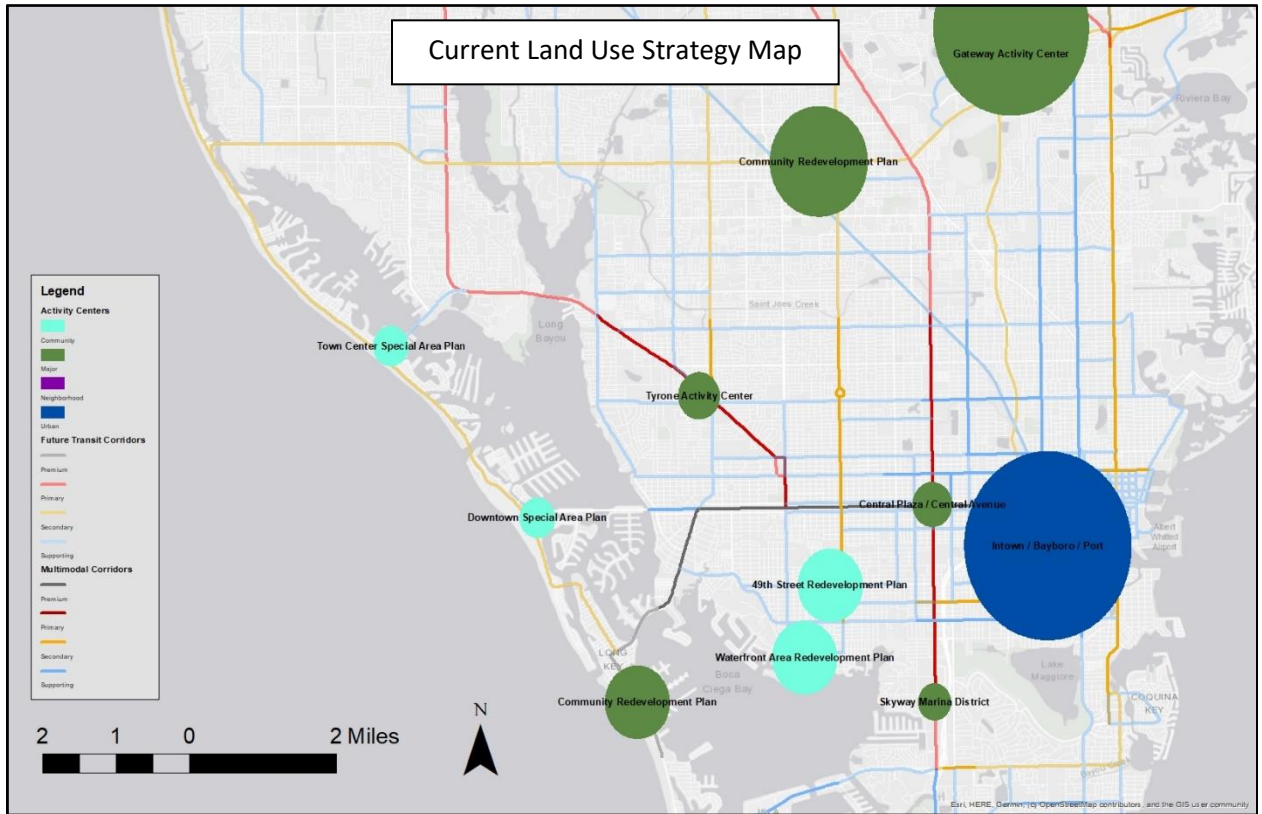 Current Land Use Strategy Map
Gateway Activity Center
Riviera Bay
Community Redevelopment Plan
Saint Joes Creek
Long
Bayou
Town Center Special Area Plan
Tyrone Activity Center
Legend
Activity Centers
Community
Major
Neighborhood
Urban
Future Transit Corridors
Premium
Primary
Secondary
Supporting
Multimodal Corridors
Premium
Primary
Secondary
Supporting
Downtown Special Area Plan
Central Plaza / Central Avenue
Intown / Bayboro / Port
Albert
Whitted
Airport
49th Street Redevelopment Plan
LONG
KEY
Waterfront Area Redevelopment Plan
Boca
Ciega Bay
Lake
Maggiore
Community Redevelopment Plan
Skyway Marina District
COQUINA
KEY
Bayou Creek
2 1 0 2 Miles
N
Esri, HERE, Garmin, (c) OpenStreetMap contributors, and the GIS user community